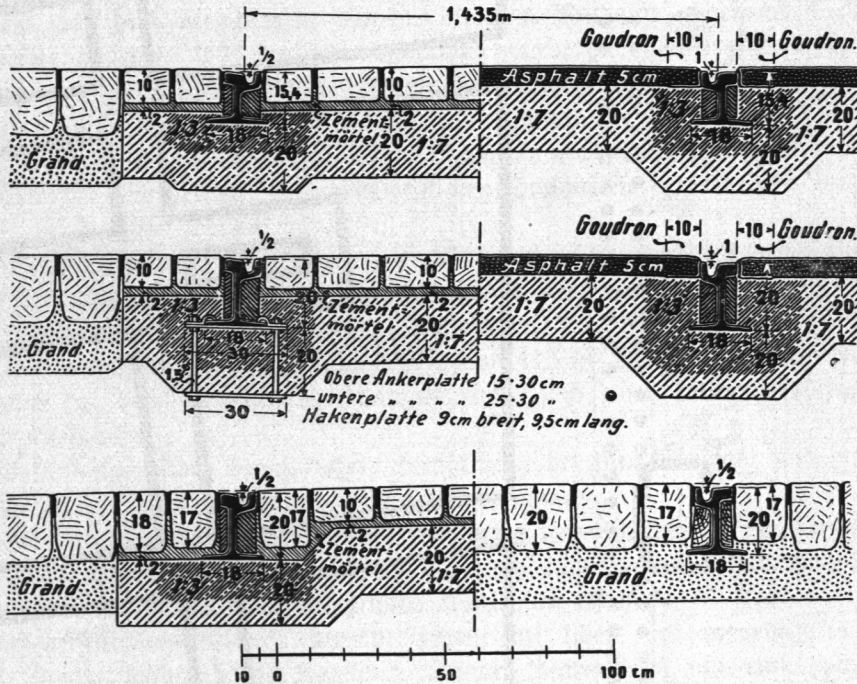 1,435m
Goudron 10 10 Goudron.
½ 1
Asphalt 5cm
10 15,4 10 15,4
2 1:3 18 20 Zement= mörtel 2 20 1:7
1:7 20 1:3 18 20 1:7 20
Grand
Goudron 10 10 Goudron.
½ 1
Asphalt 5cm
10 20 10
2 1:3 18 30 20 Zement= mörtel 2 20 1:7
1:7 20 1:3 20 18 20 1:7 20
Grand
1,5
30
Obere Ankerplatte 15·30cm
untere „ „ „ 25·30 „
Hakenplatte 9cm breit, 9,5cm lang.
½ ½
18 17 20 17 10 20 17 20 17
2 1:3 18 20 Zement= mörtel 2 20 1:7
Grand Grand 18
10 0 50 100 cm